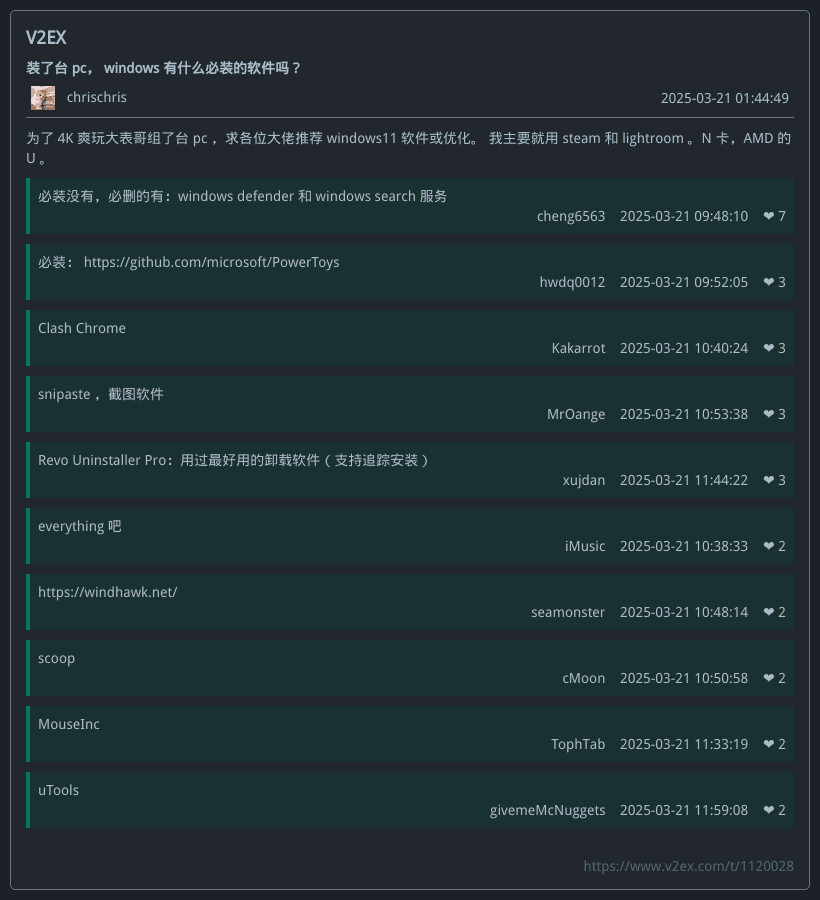 V2EX
装了台 pc， windows 有什么必装的软件吗？
chrischris
2025-03-21 01:44:49
为了 4K 爽玩大表哥组了台 pc ，求各位大佬推荐 windows11 软件或优化。 我主要就用 steam 和 lightroom 。N 卡，AMD 的
U 。
必装没有，必删的有：windows defender 和 windows search 服务
cheng6563 2025-03-21 09:48:10 ❤ 7
必装： https://github.com/microsoft/PowerToys
hwdq0012 2025-03-21 09:52:05 ❤ 3
Clash Chrome
Kakarrot 2025-03-21 10:40:24 ❤ 3
snipaste ，截图软件
MrOange 2025-03-21 10:53:38 ❤ 3
Revo Uninstaller Pro：用过最好用的卸载软件（支持追踪安装）
xujdan 2025-03-21 11:44:22 ❤ 3
everything 吧
iMusic 2025-03-21 10:38:33 ❤ 2
https://windhawk.net/
seamonster 2025-03-21 10:48:14 ❤ 2
scoop
cMoon 2025-03-21 10:50:58 ❤ 2
MouseInc
TophTab 2025-03-21 11:33:19 ❤ 2
uTools
givemeMcNuggets 2025-03-21 11:59:08 ❤ 2
https://www.v2ex.com/t/1120028